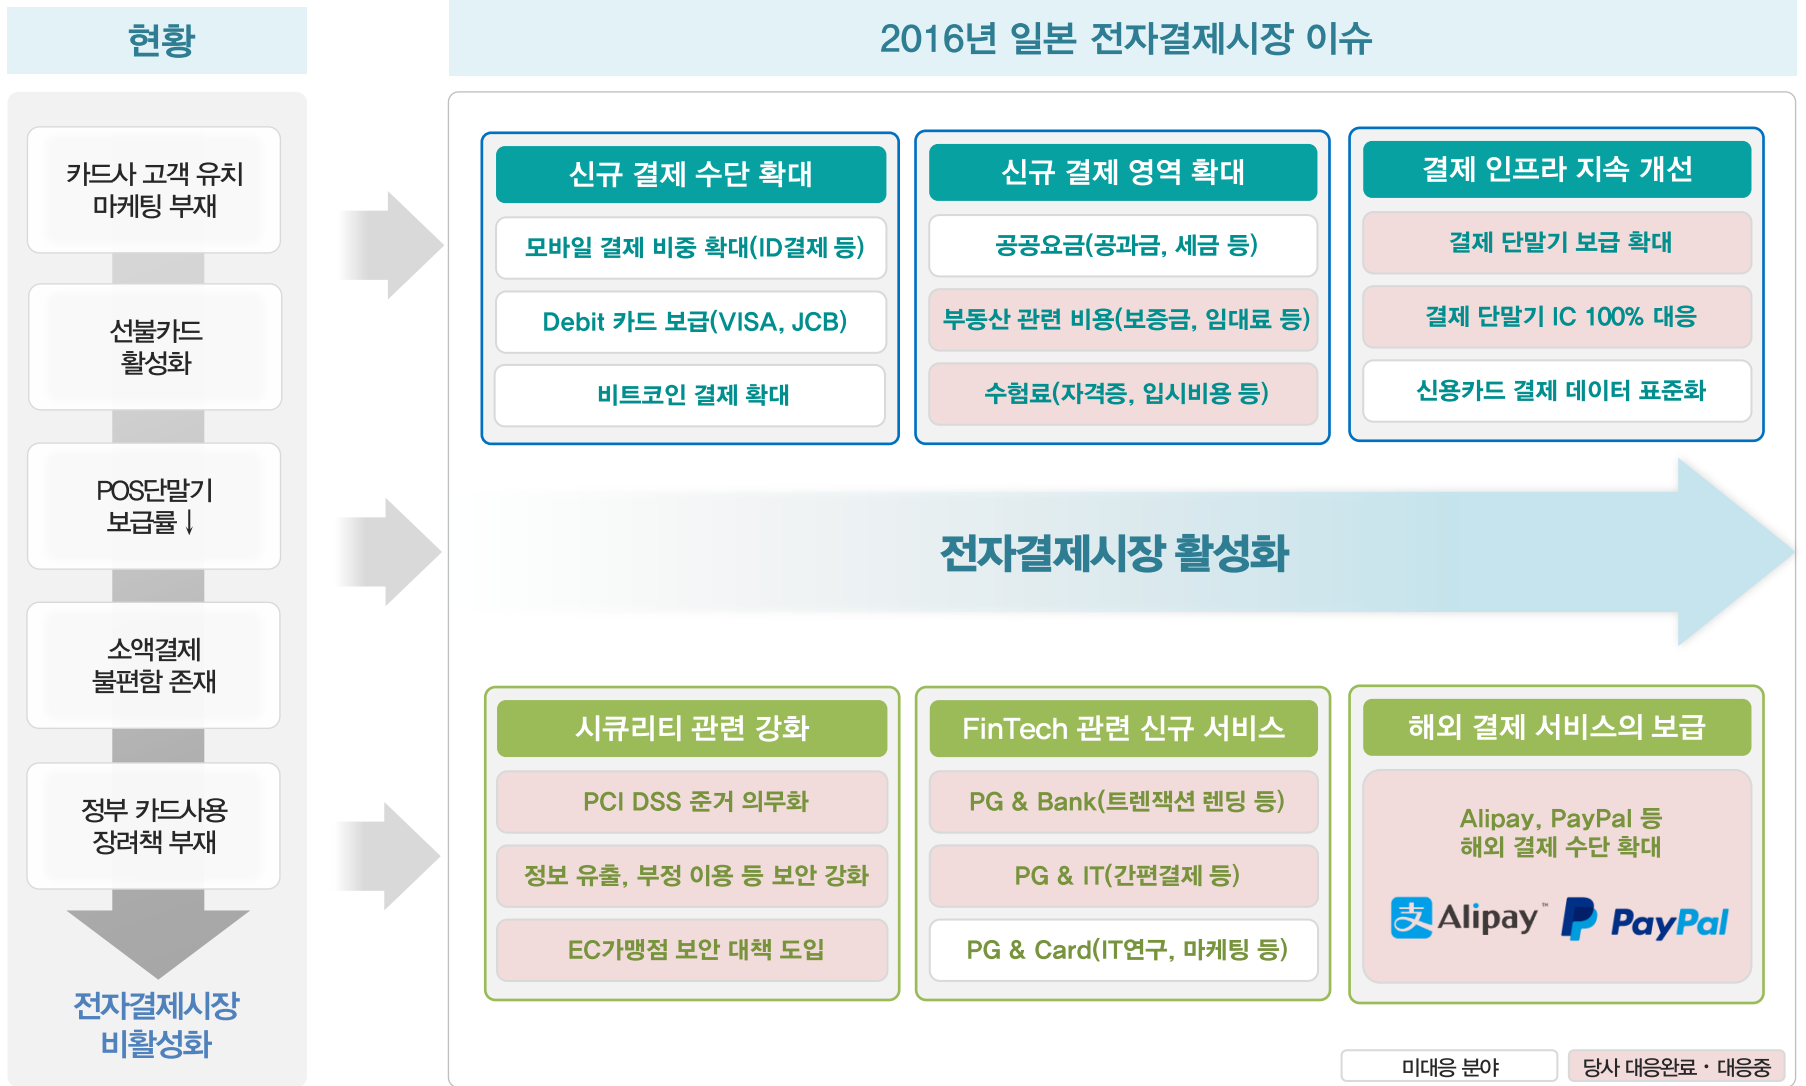 현황
카드사 고객 유치
마케팅 부재
선불카드
활성화
POS단말기
보급률↓
소액결제
불편함 존재
정부 카드사용
장려책 부재
전자결제시장
비활성화
2016년 일본 전자결제시장 이슈
신규 결제 수단 확대
모바일 결제 비중 확대(ID결제 등)
Debit 카드 보급(VISA, JCB)
비트코인 결제 확대
신규 결제 영역 확대
공공요금(공과금, 세금 등)
부동산 관련 비용(보증금, 임대료 등)
수험료(자격증, 입시비용 등)
결제 인프라 지속 개선
결제 단말기 보급 확대
결제 단말기 IC 100% 대응
신용카드 결제 데이터 표준화
전자결제시장 활성화
시큐리티 관련 강화
PCI DSS 준거 의무화
정보 유출, 부정 이용 등 보안 강화
EC가맹점 보안 대책 도입
FinTech 관련 신규 서비스
PG & Bank(트렌잭션 렌딩 등)
PG & IT(간편결제 등)
PG & Card(IT연구, 마케팅 등)
해외 결제 서비스의 보급
Alipay, PayPal 등
해외 결제 수단 확대
支 Alipay™ PayPal
미대응 분야
당사 대응완료・대응중